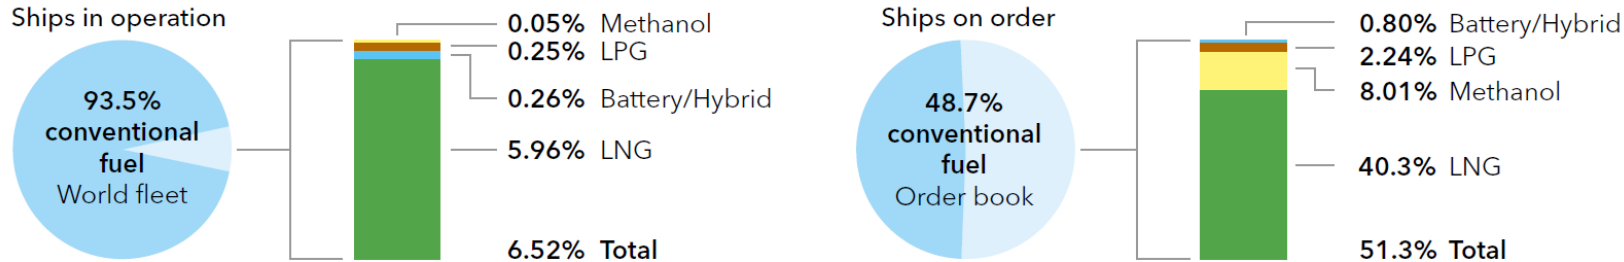 Ships in operation
93.5%
conventional
fuel
World fleet
0.05% Methanol
0.25% LPG
0.26% Battery/Hybrid
5.96% LNG
6.52% Total
Ships on order
48.7%
conventional
fuel
Order book
0.80% Battery/Hybrid
2.24% LPG
8.01% Methanol
40.3% LNG
51.3% Total